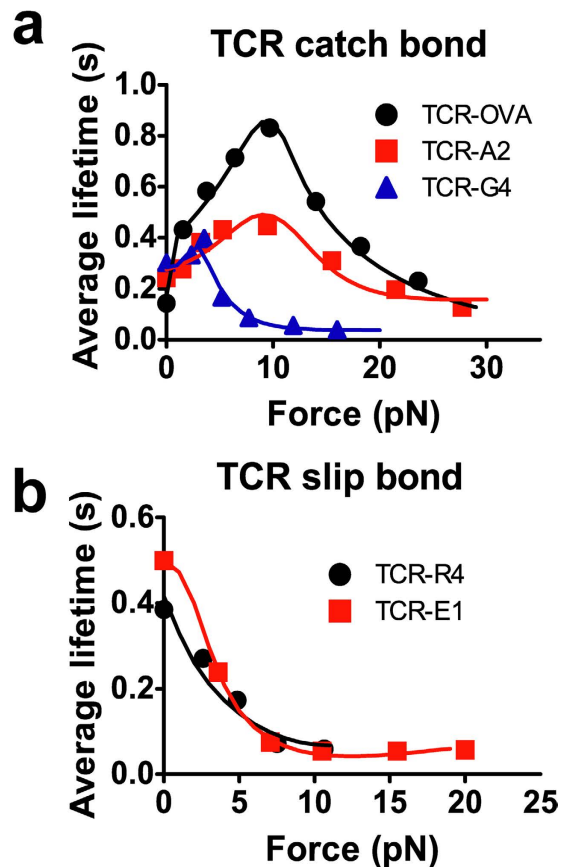 a
TCR catch bond
Average lifetime (s)
1.0
0.8
0.6
0.4
0.2
0.0
TCR-OVA
TCR-A2
TCR-G4
0 10 20 30
Force (pN)
b
TCR slip bond
Average lifetime (s)
0.6
0.4
0.2
0.0
TCR-R4
TCR-E1
0 5 10 15 20 25
Force (pN)